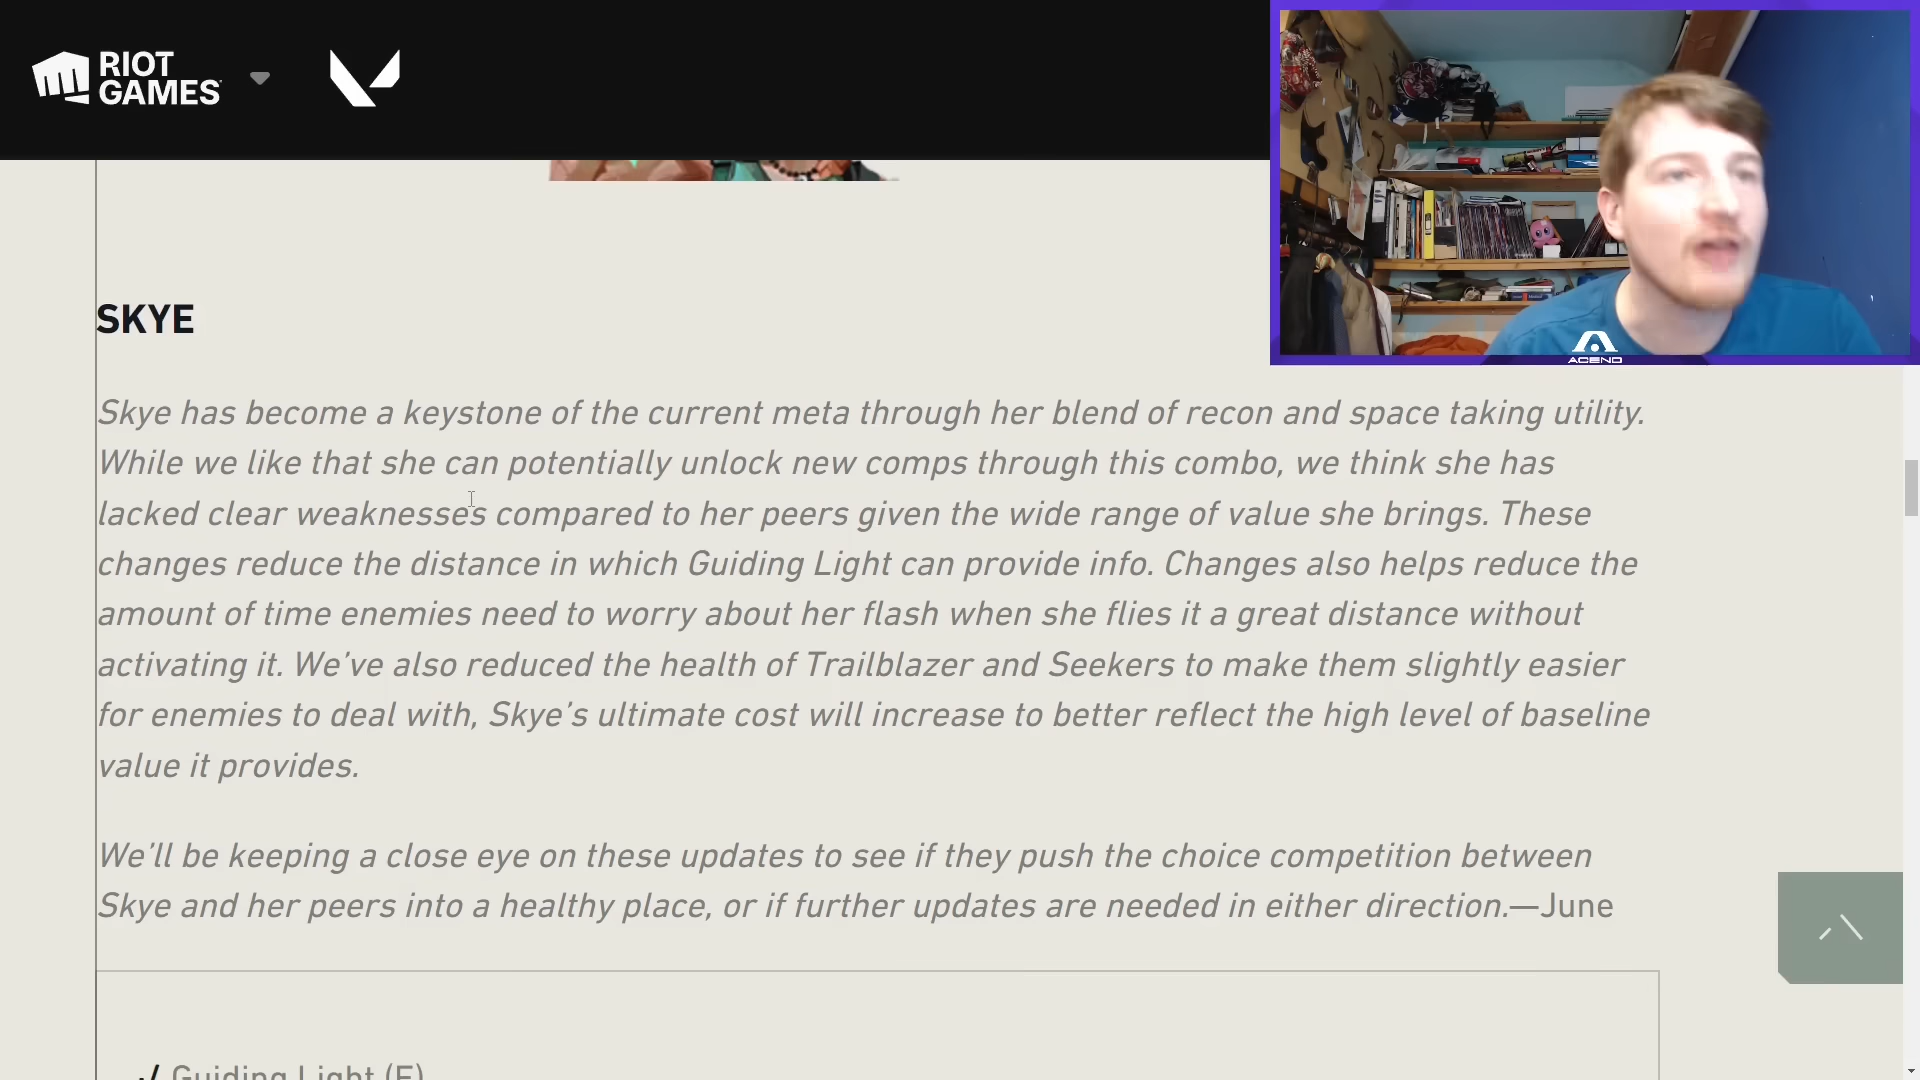 RIOT
GAMES
ACEND
SKYE
Skye has become a keystone of the current meta through her blend of recon and space taking utility.
While we like that she can potentially unlock new comps through this combo, we think she has
lacked clear weaknesses compared to her peers given the wide range of value she brings. These
changes reduce the distance in which Guiding Light can provide info. Changes also helps reduce the
amount of time enemies need to worry about her flash when she flies it a great distance without
activating it. We've also reduced the health of Trailblazer and Seekers to make them slightly easier
for enemies to deal with, Skye's ultimate cost will increase to better reflect the high level of baseline
value it provides.
We'll be keeping a close eye on these updates to see if they push the choice competition between
Skye and her peers into a healthy place, or if further updates are needed in either direction.—June
Guiding Light (E)